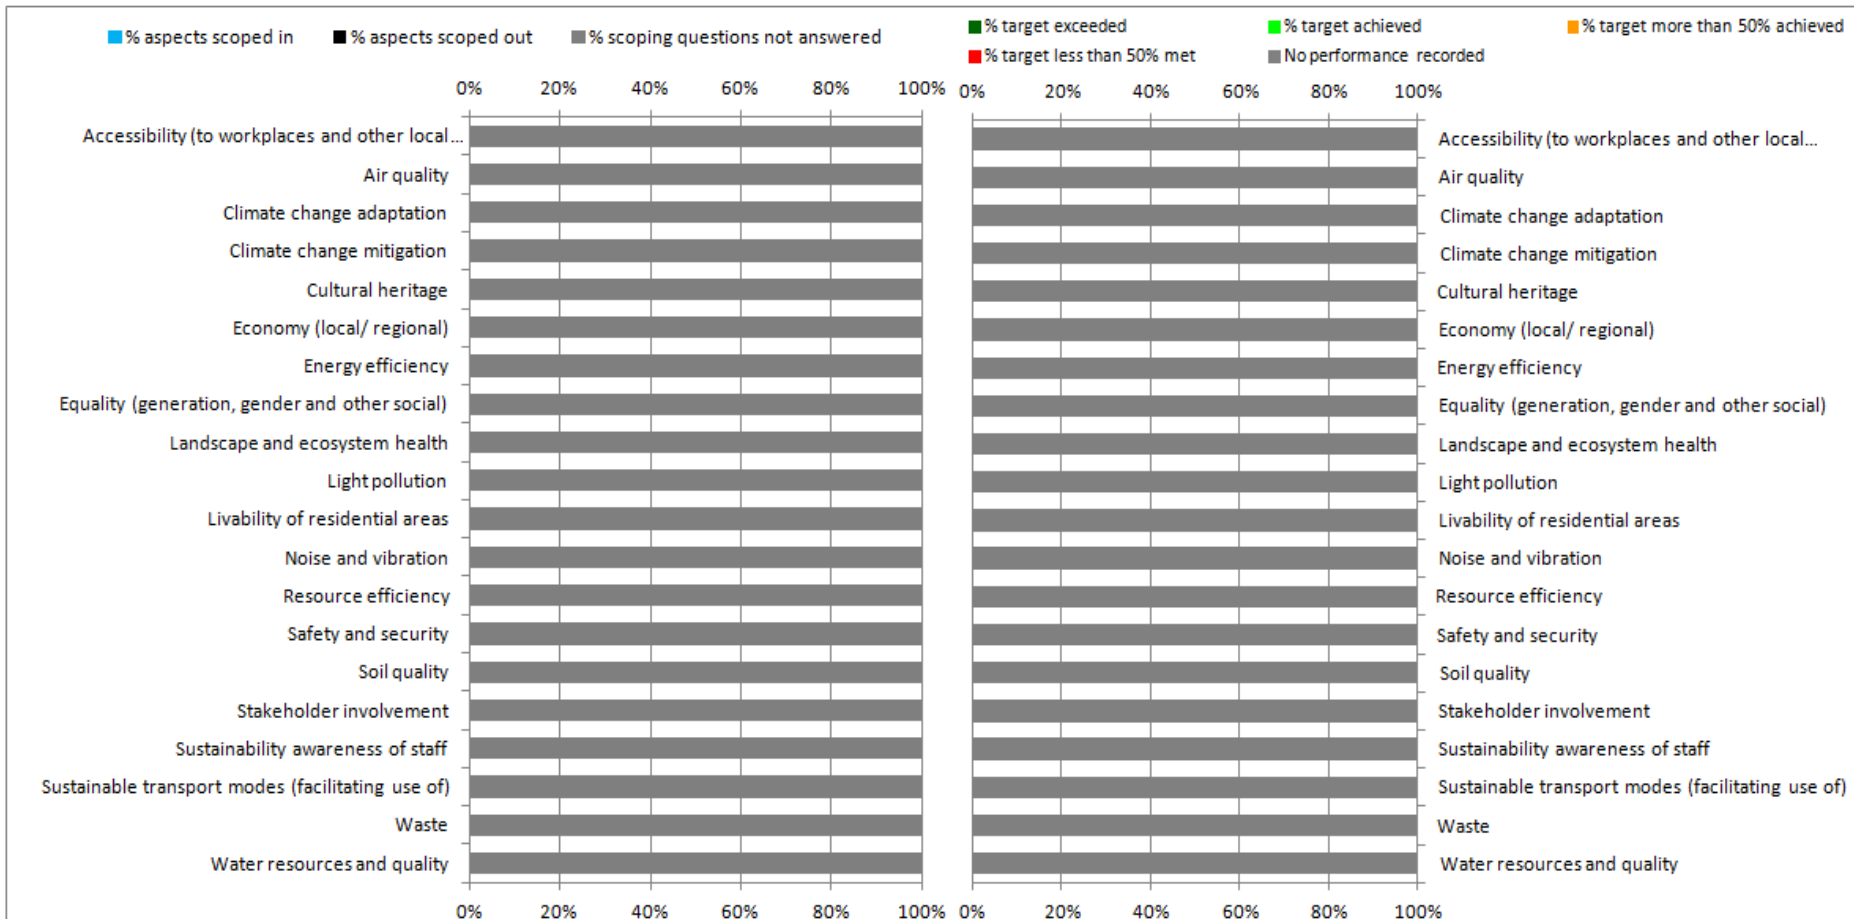 % aspects scoped in % aspects scoped out % scoping questions not answered
0% 20% 40% 60% 80% 100%
Accessibility (to workplaces and other local...
Air quality
Climate change adaptation
Climate change mitigation
Cultural heritage
Economy (local/ regional)
Energy efficiency
Equality (generation, gender and other social)
Landscape and ecosystem health
Light pollution
Livability of residential areas
Noise and vibration
Resource efficiency
Safety and security
Soil quality
Stakeholder involvement
Sustainability awareness of staff
Sustainable transport modes (facilitating use of)
Waste
Water resources and quality
0% 20% 40% 60% 80% 100%
% target exceeded % target achieved % target more than 50% achieved
% target less than 50% met No performance recorded
0% 20% 40% 60% 80% 100%
Accessibility (to workplaces and other local...
Air quality
Climate change adaptation
Climate change mitigation
Cultural heritage
Economy (local/ regional)
Energy efficiency
Equality (generation, gender and other social)
Landscape and ecosystem health
Light pollution
Livability of residential areas
Noise and vibration
Resource efficiency
Safety and security
Soil quality
Stakeholder involvement
Sustainability awareness of staff
Sustainable transport modes (facilitating use of)
Waste
Water resources and quality
0% 20% 40% 60% 80% 100%